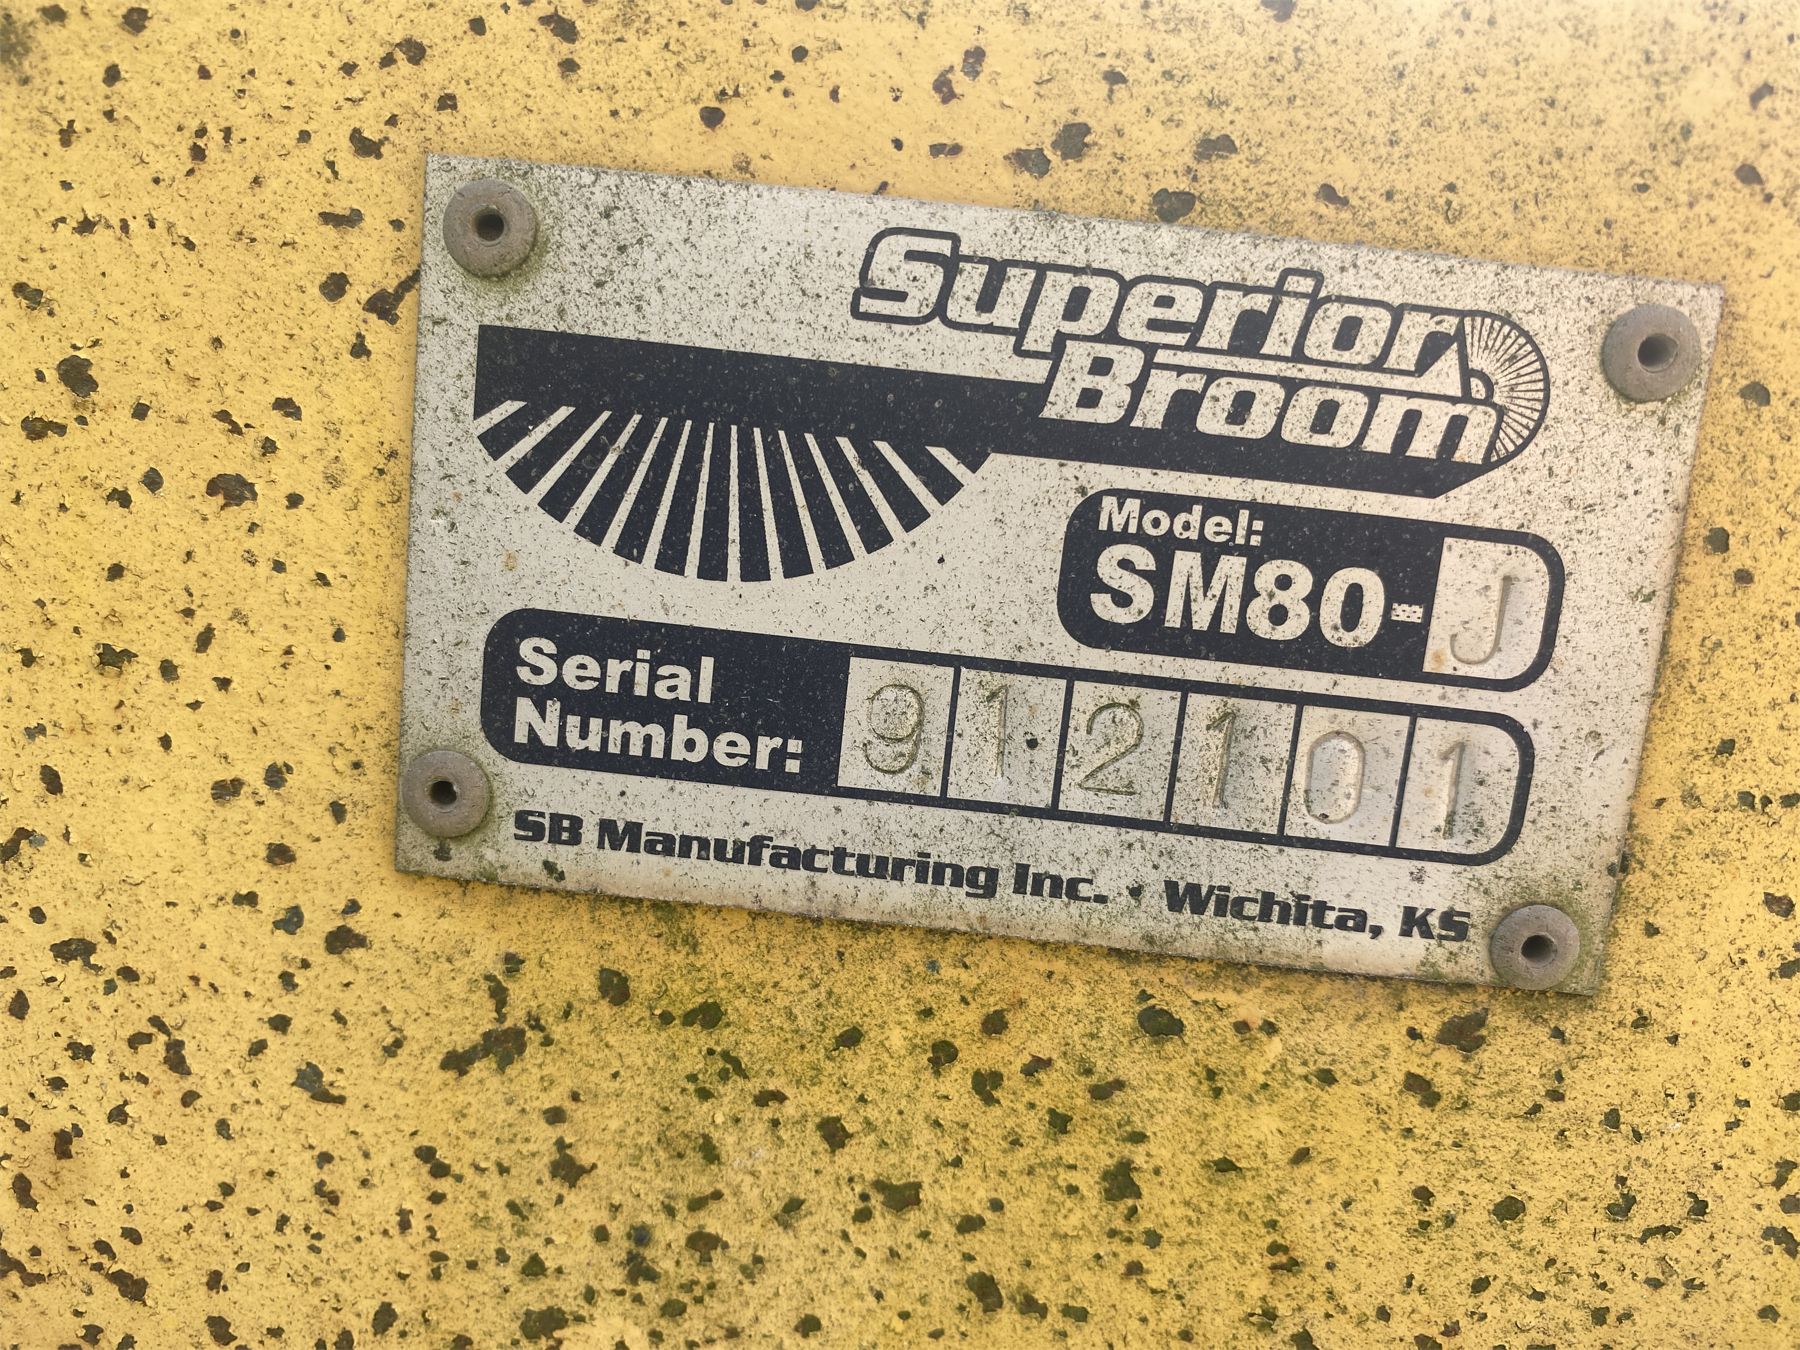 Superior
Broom
Model:
SM80-J
Serial
Number: 912101
SB Manufacturing Inc. · Wichita, KS